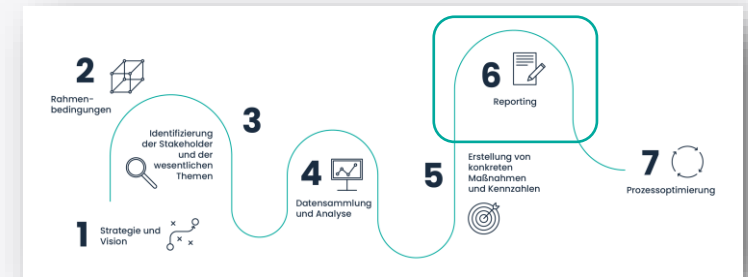 1
Strategie und
Vision
2
Rahmen-
bedingungen
3
Identifizierung
der Stakeholder
und der
wesentlichen
Themen
4
Datensammlung
und Analyse
5
Erstellung von
konkreten
Maßnahmen
und Kennzahlen
6
Reporting
7
Prozessoptimierung